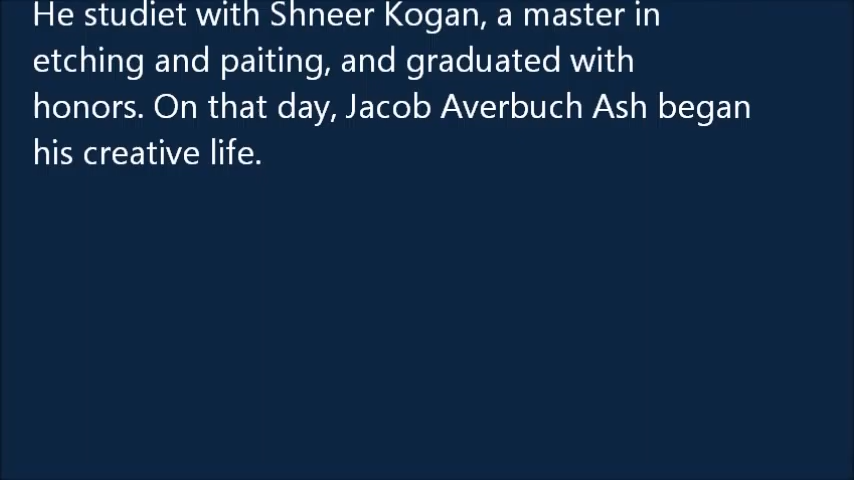 He studiet with Shneer Kogan, a master in
etching and paiting, and graduated with
honors. On that day, Jacob Averbuch Ash began
his creative life.